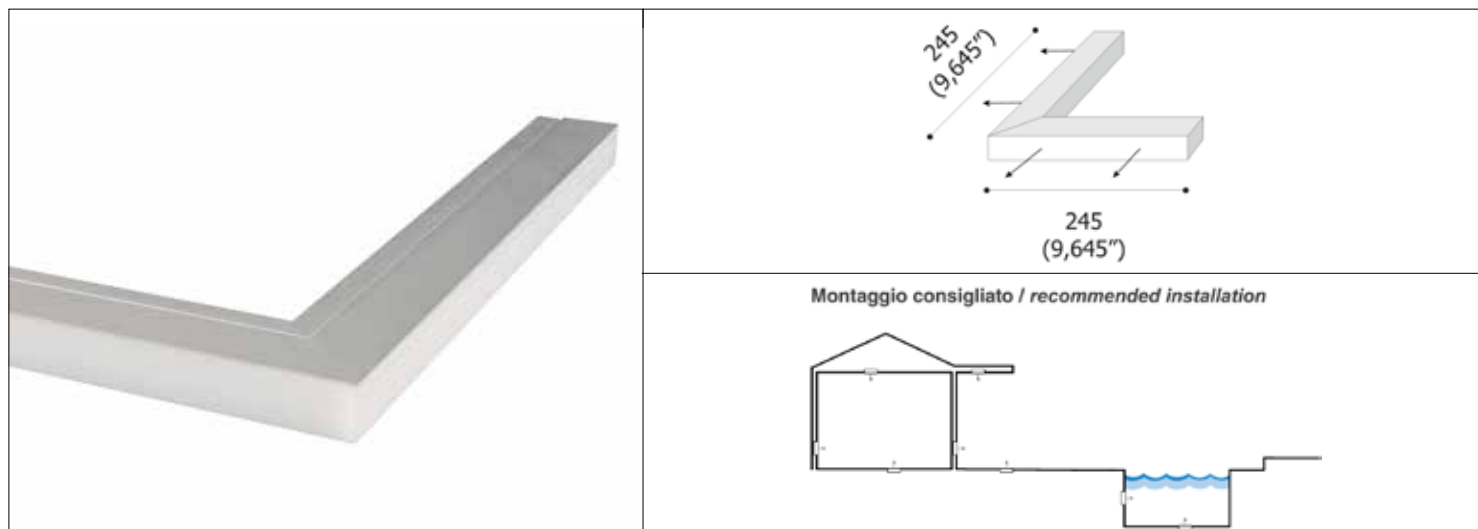 245
(9,645”)
245
(9,645”)
Montaggio consigliato / recommended installation